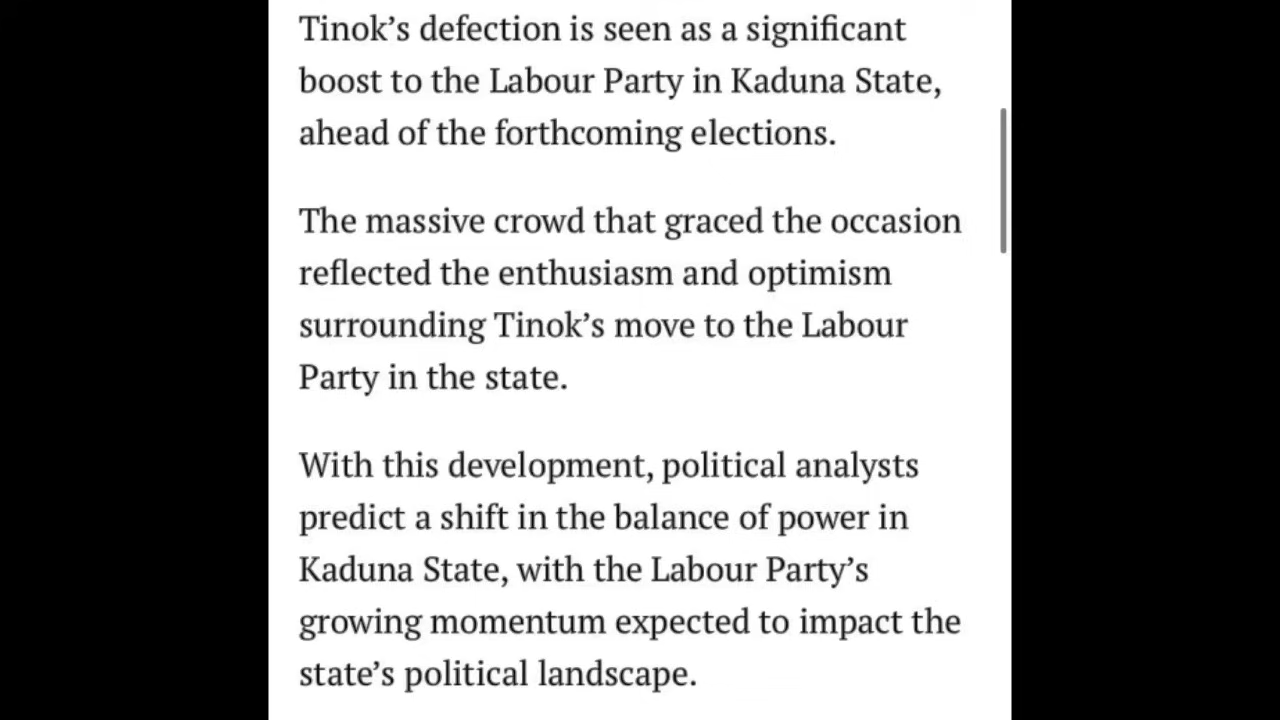 Tinok’s defection is seen as a significant
boost to the Labour Party in Kaduna State,
ahead of the forthcoming elections.
The massive crowd that graced the occasion
reflected the enthusiasm and optimism
surrounding Tinok’s move to the Labour
Party in the state.
With this development, political analysts
predict a shift in the balance of power in
Kaduna State, with the Labour Party’s
growing momentum expected to impact the
state’s political landscape.